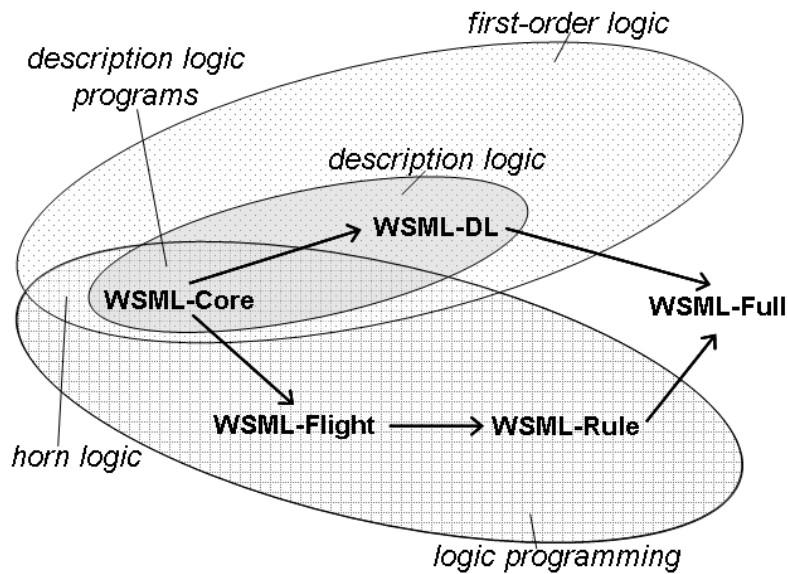 first-order logic
description logic
programs
description logic
WSML-DL
WSML-Core
WSML-Full
WSML-Flight
WSML-Rule
horn logic
logic programming